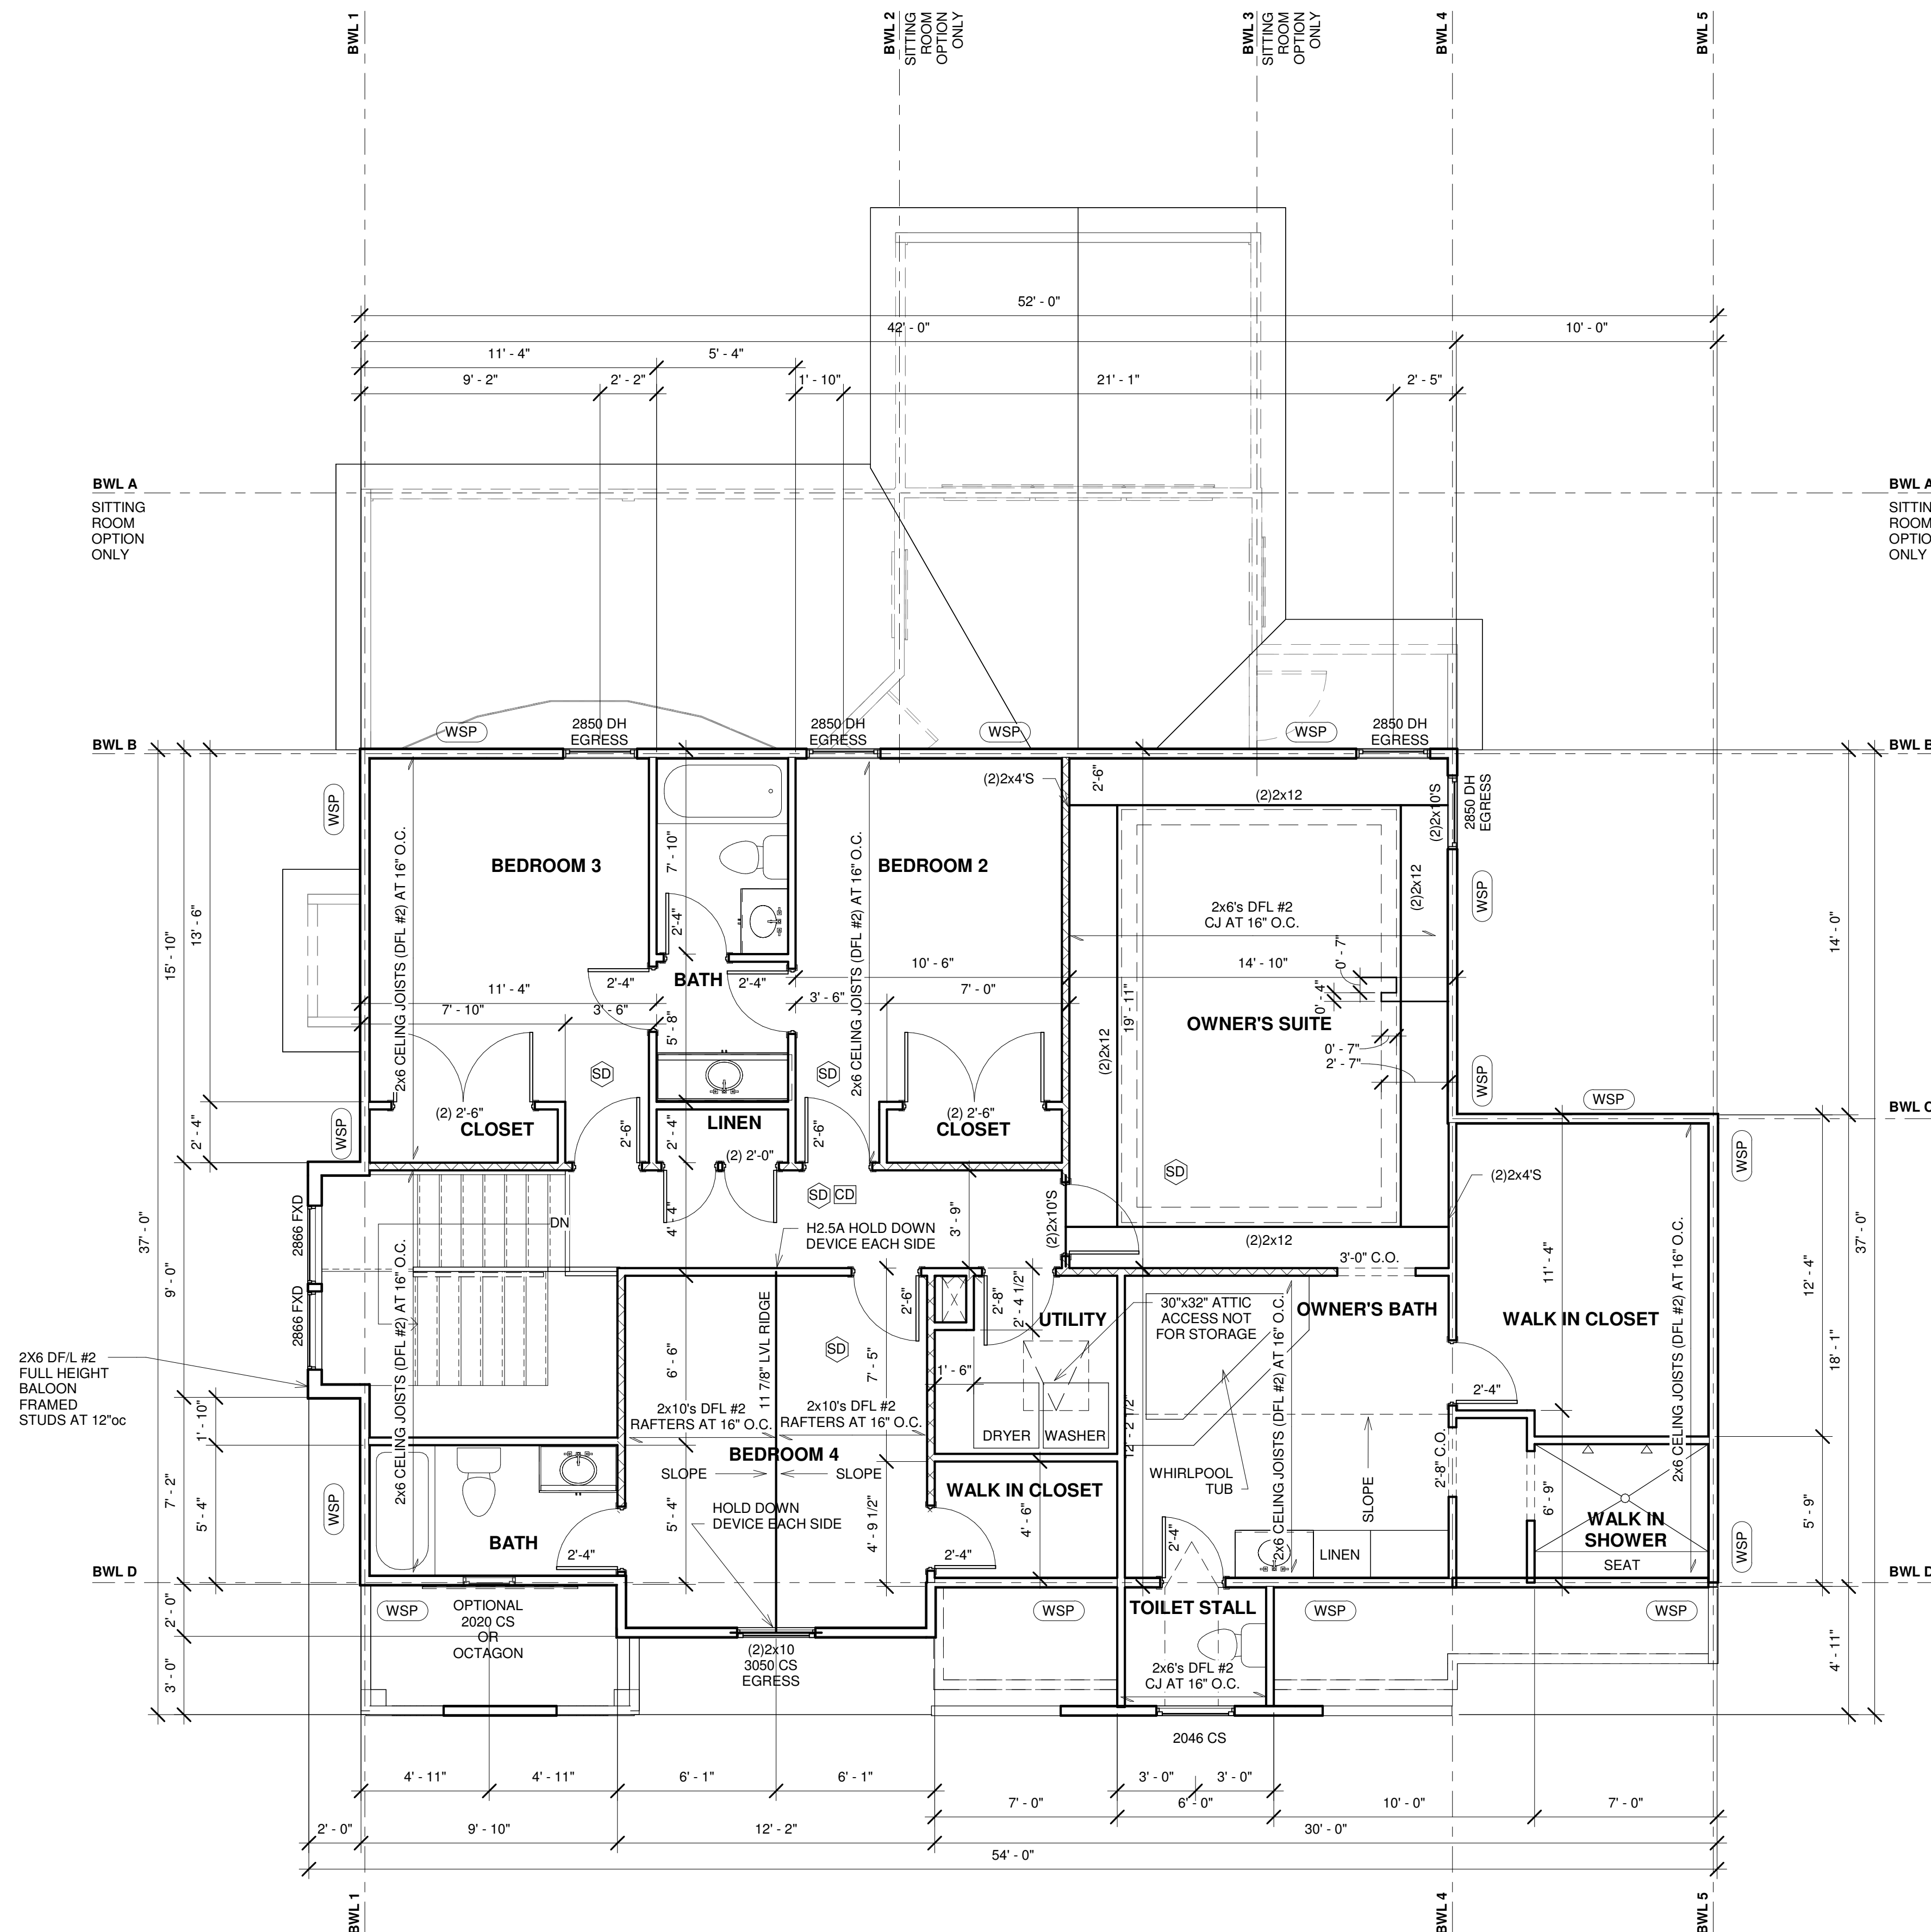 BWL 1
BWL 2
SITTING
ROOM
OPTION
ONLY
BWL 3
SITTING
ROOM
OPTION
ONLY
BWL 4
BWL 5
52' - 0"
42' - 0"
10' - 0"
11' - 4"
5' - 4"
9' - 2"
2' - 2"
1' - 10"
21' - 1"
2' - 5"
BWL A
SITTING
ROOM
OPTION
ONLY
BWL A
SITTIN
ROOM
OPTIO
ONLY
BWL B
WSP
2850 DH
EGRESS
2850 DH
EGRESS
WSP
WSP
2850 DH
EGRESS
BWL B
WSP
(2)2x4'S
2'-6"
(2)2x12
(2)2x10'S
2850 DH
EGRESS
BEDROOM 3
2x6 CELING JOISTS (DFL #2) AT 16" O.C.
7' - 10"
BEDROOM 2
2x6 CELING JOISTS (DFL #2) AT 16" O.C.
2x6's DFL #2
CJ AT 16" O.C.
(2)2x12
WSP
37' - 0"
15' - 10"
13' - 6"
14' - 0"
2'-4"
BATH
2'-4"
2'-4"
10' - 6"
14' - 10"
0' - 7"
0' - 4"
11' - 4"
7' - 10"
3' - 6"
5' - 8"
3' - 6"
7' - 0"
19' - 11"
OWNER'S SUITE
0' - 7"
2' - 7"
(2)2x12
SD
SD
WSP
WSP
BWL C
(2) 2'-6"
CLOSET
LINEN
(2) 2'-6"
CLOSET
WSP
2' - 4"
2'-6"
2' - 4"
(2) 2'-0"
2'-6"
WSP
SD
(2)2x4'S
2866 FXD
DN
SD
CD
4' - 4"
H2.5A HOLD DOWN
DEVICE EACH SIDE
3' - 9"
(2)2x10'S
(2)2x12
3'-0" C.O.
11' - 4"
9' - 0"
2x6 CELING JOISTS (DFL #2) AT 16" O.C.
2866 FXD
11 7/8" LVL RIDGE
2'-6"
2'-8"
2' - 4 1/2"
UTILITY
30"x32" ATTIC
ACCESS NOT
FOR STORAGE
OWNER'S BATH
WALK IN CLOSET
2x6 CELING JOISTS (DFL #2) AT 16" O.C.
12' - 4"
37' - 0"
18' - 1"
2X6 DF/L #2
FULL HEIGHT
BALOON
FRAMED
STUDS AT 12"oc
6' - 6"
SD
7' - 5"
1' - 6"
2x6 CELING JOISTS (DFL #2) AT 16" O.C.
2'-4"
1' - 10"
2x10's DFL #2
RAFTERS AT 16" O.C.
2x10's DFL #2
RAFTERS AT 16" O.C.
DRYER
WASHER
12' - 2 1/2"
BEDROOM 4
SLOPE
SLOPE
WHIRLPOOL
TUB
SLOPE
2'-8" C.O.
7' - 2"
5' - 4"
WSP
HOLD DOWN
DEVICE EACH SIDE
5' - 4"
WALK IN CLOSET
4' - 9 1/2"
4' - 6"
6' - 9"
WALK IN
SHOWER
5' - 9"
WSP
BATH
2'-4"
2'-4"
2'-4"
LINEN
SEAT
BWL D
BWL D
WSP
OPTIONAL
2020 CS
OR
OCTAGON
2' - 0"
3' - 0"
(2)2x10
3050 CS
EGRESS
WSP
TOILET STALL
WSP
WSP
2x6's DFL #2
CJ AT 16" O.C.
4' - 11"
2046 CS
4' - 11"
4' - 11"
6' - 1"
6' - 1"
3' - 0"
3' - 0"
7' - 0"
6' - 0"
10' - 0"
7' - 0"
2' - 0"
9' - 10"
12' - 2"
30' - 0"
54' - 0"
BWL 1
BWL 4
BWL 5